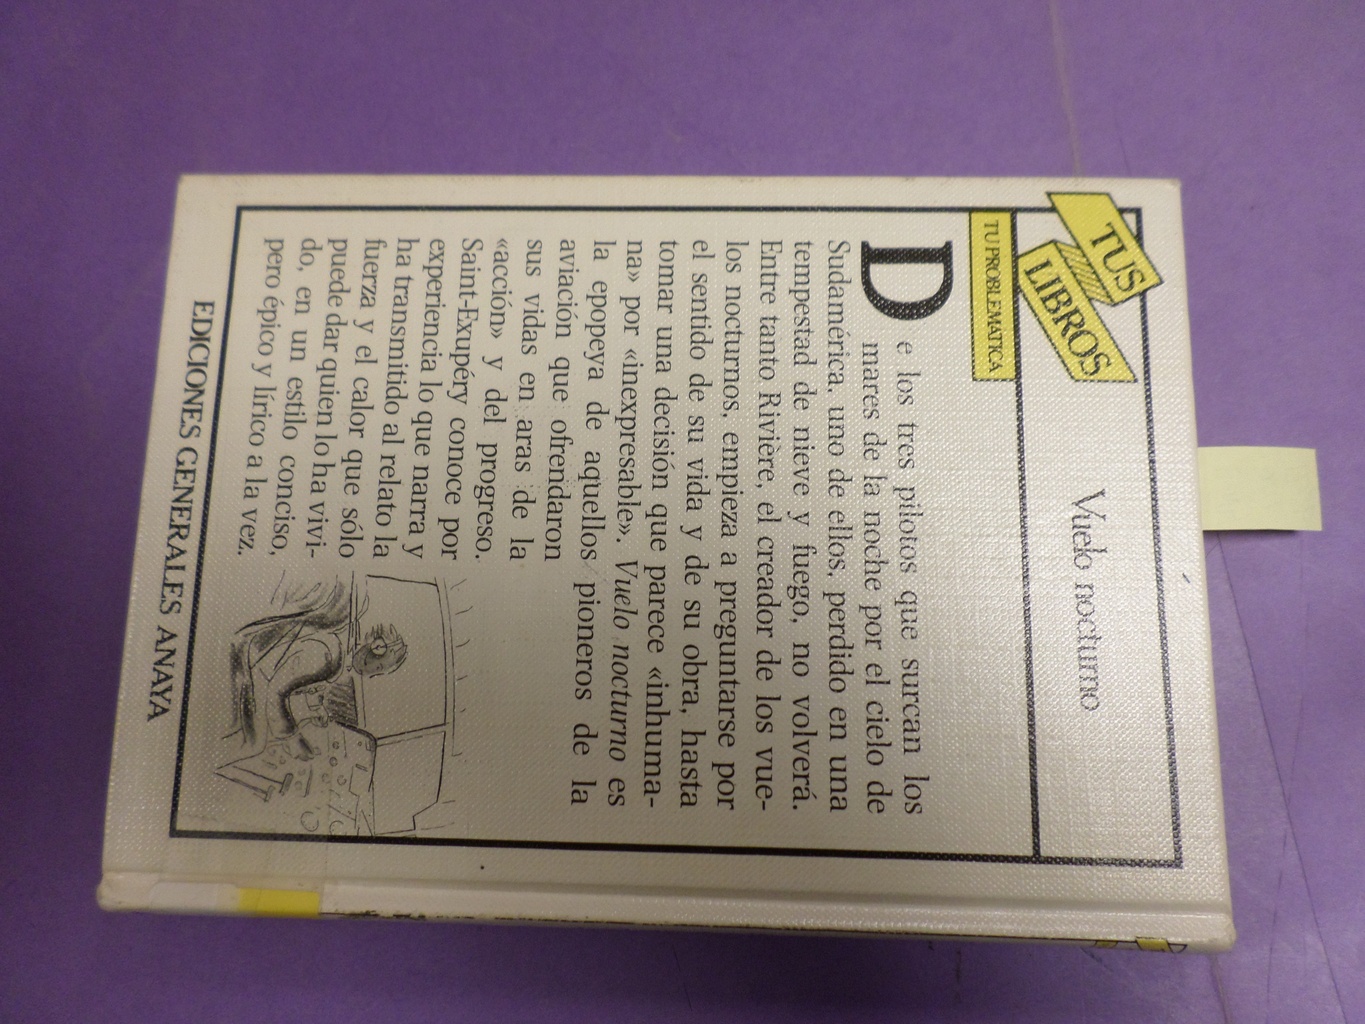 TUS
LIBROS
TU PROBLEMATICA
Vuelo nocturno
De los tres pilotos que surcan los
mares de la noche por el cielo de
Sudamérica, uno de ellos, perdido en una
tempestad de nieve y fuego, no volverá.
Entre tanto Rivière, el creador de los vue-
los nocturnos, empieza a preguntarse por
el sentido de su vida y de su obra, hasta
tomar una decisión que parece «inhuma-
na» por «inexpresable». Vuelo nocturno es
la epopeya de aquellos pioneros de la
aviación que ofrendaron
sus vidas en aras de la
«acción» y del progreso.
Saint-Exupéry conoce por
experiencia lo que narra y
ha transmitido al relato la
fuerza y el calor que sólo
puede dar quien lo ha vivi-
do, en un estilo conciso,
pero épico y lírico a la vez.
EDICIONES GENERALES ANAYA